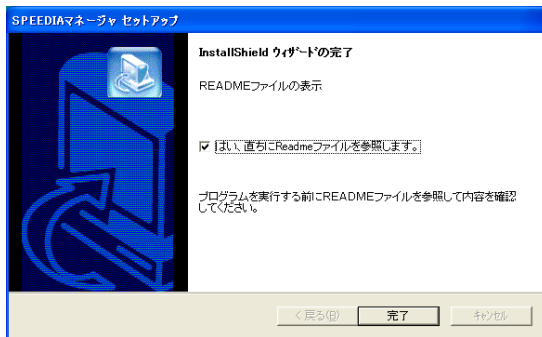 SPEEDIAマネージャ セットアップ
InstallShield ウィザードの完了
READMEファイルの表示
はい、直ちにReadmeファイルを参照します。
プログラムを実行する前にREADMEファイルを参照して内容を確認
してください。
< 戻る(B)
完了
キャンセル